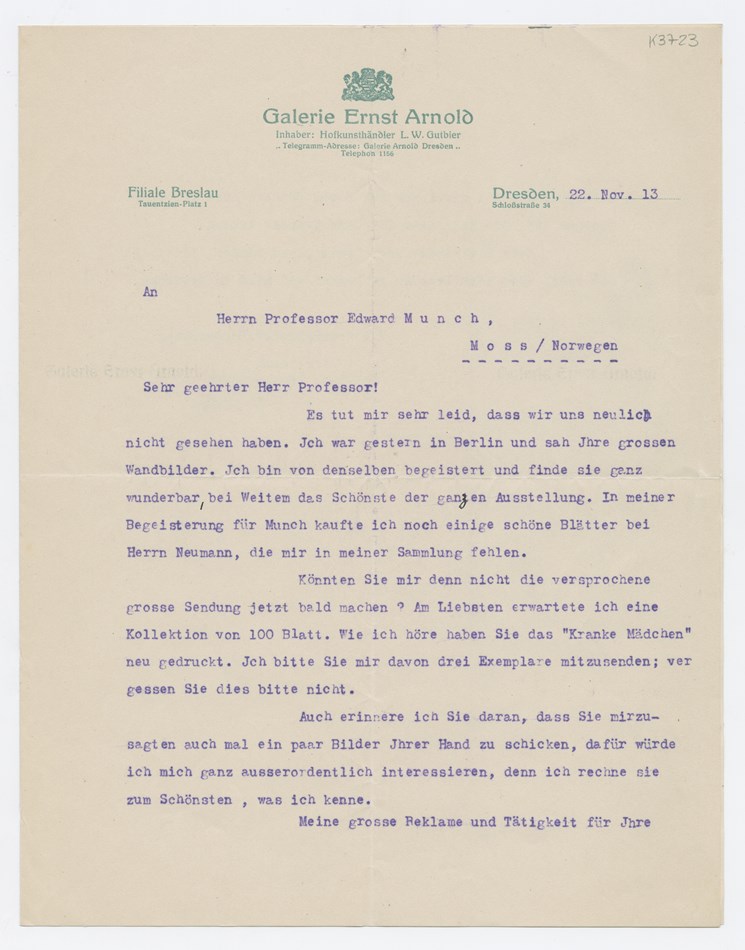 K3723
Galerie Ernst Arnold
Inhaber: Hofkunsthändler L. W. Gutbier
.. Telegramm-Adresse: Galerie Arnold Dresden ..
Telephon 1156
Filiale Breslau
Tauentzien-Platz 1
Dresden, 22. Nov. 13
Schloßstraße 34
An
Herrn Professor Edward M u n c h ,
M o s s / Norwegen
Sehr geehrter Herr Professor!
Es tut mir sehr leid, dass wir uns neulich
nicht gesehen haben. Jch war gestern in Berlin und sah Jhre grossen
Wandbilder. Jch bin von denselben begeistert und finde sie ganz
wunderbar, bei Weitem das Schönste der ganzen Ausstellung. In meiner
Begeisterung für Munch kaufte ich noch einige schöne Blätter bei
Herrn Neumann, die mir in meiner Sammlung fehlen.
Könnten Sie mir denn nicht die versprochene
grosse Sendung jetzt bald machen ? Am Liebsten erwartete ich eine
Kollektion von 100 Blatt. Wie ich höre haben Sie das "Kranke Mädchen"
neu gedruckt. Jch bitte Sie mir davon drei Exemplare mitzusenden; ver
gessen Sie dies bitte nicht.
Auch erinnere ich Sie daran, dass Sie mirzu-
sagten auch mal ein paar Bilder Jhrer Hand zu schicken, dafür würde
ich mich ganz ausserordentlich interessieren, denn ich rechne sie
zum Schönsten , was ich kenne.
Meine grosse Reklame und Tätigkeit für Jhre